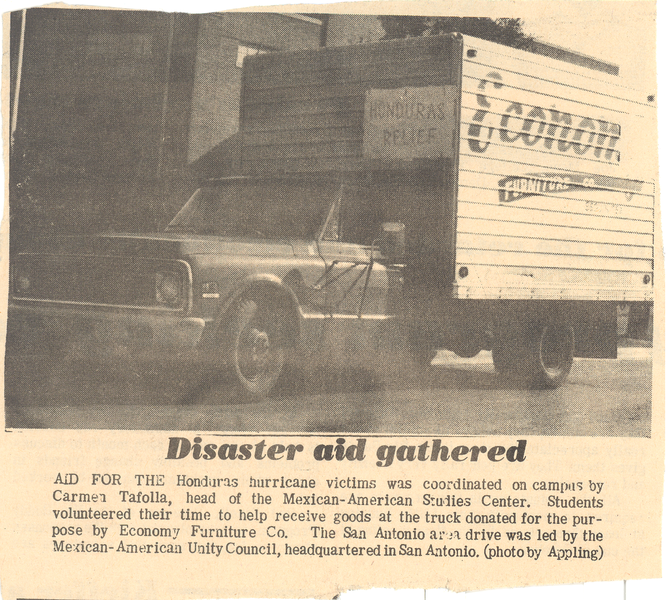 HONDURAS
RELIEF
Econom
FURNITURE CO
Disaster aid gathered
AID FOR THE Honduras hurricane victims was coordinated on campus by
Carmen Tafolla, head of the Mexican-American Studies Center. Students
volunteered their time to help receive goods at the truck donated for the pur-
pose by Economy Furniture Co. The San Antonio area drive was led by the
Mexican-American Unity Council, headquartered in San Antonio. (photo by Appling)